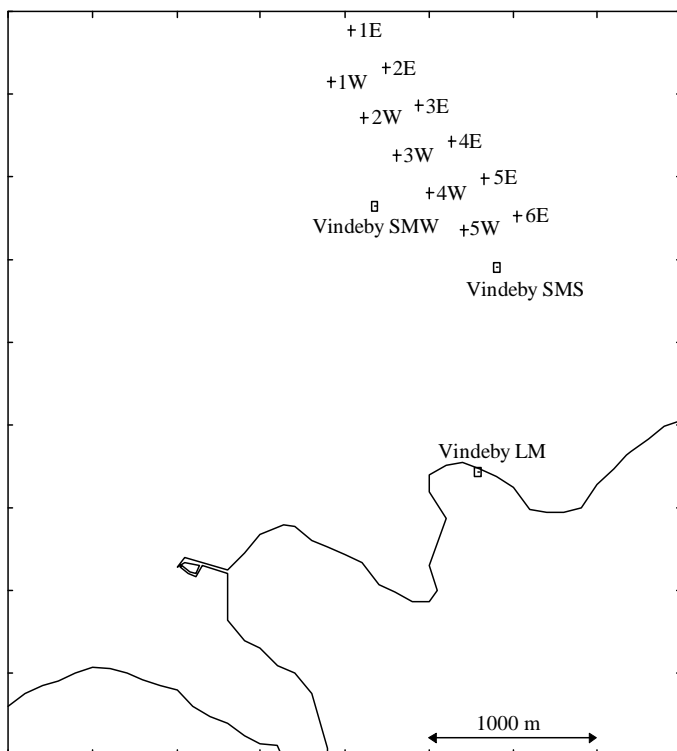 1E
2E
1W
3E
2W
4E
3W
5E
4W
6E
Vindeby SMW
5W
Vindeby SMS
Vindeby LM
1000 m